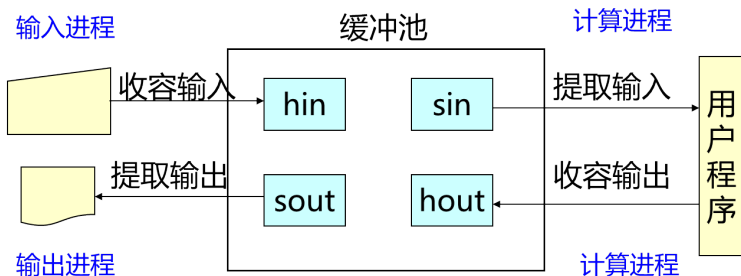 输入进程
缓冲池
计算进程
收容输入
hin
sin
提取输入
用户程序
提取输出
sout
hout
收容输出
输出进程
计算进程